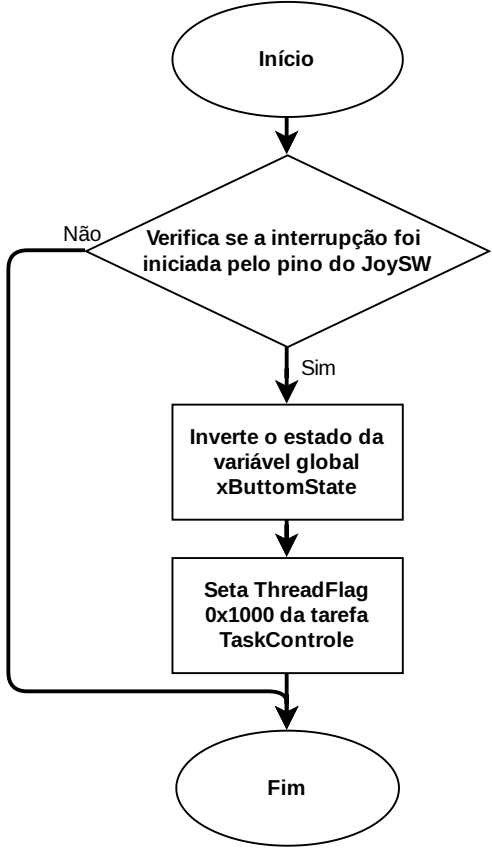 Início
Não
Verifica se a interrupção foi
iniciada pelo pino do JoySW
Sim
Inverte o estado da
variável global
xButtomState
Seta ThreadFlag
0x1000 da tarefa
TaskControle
Fim